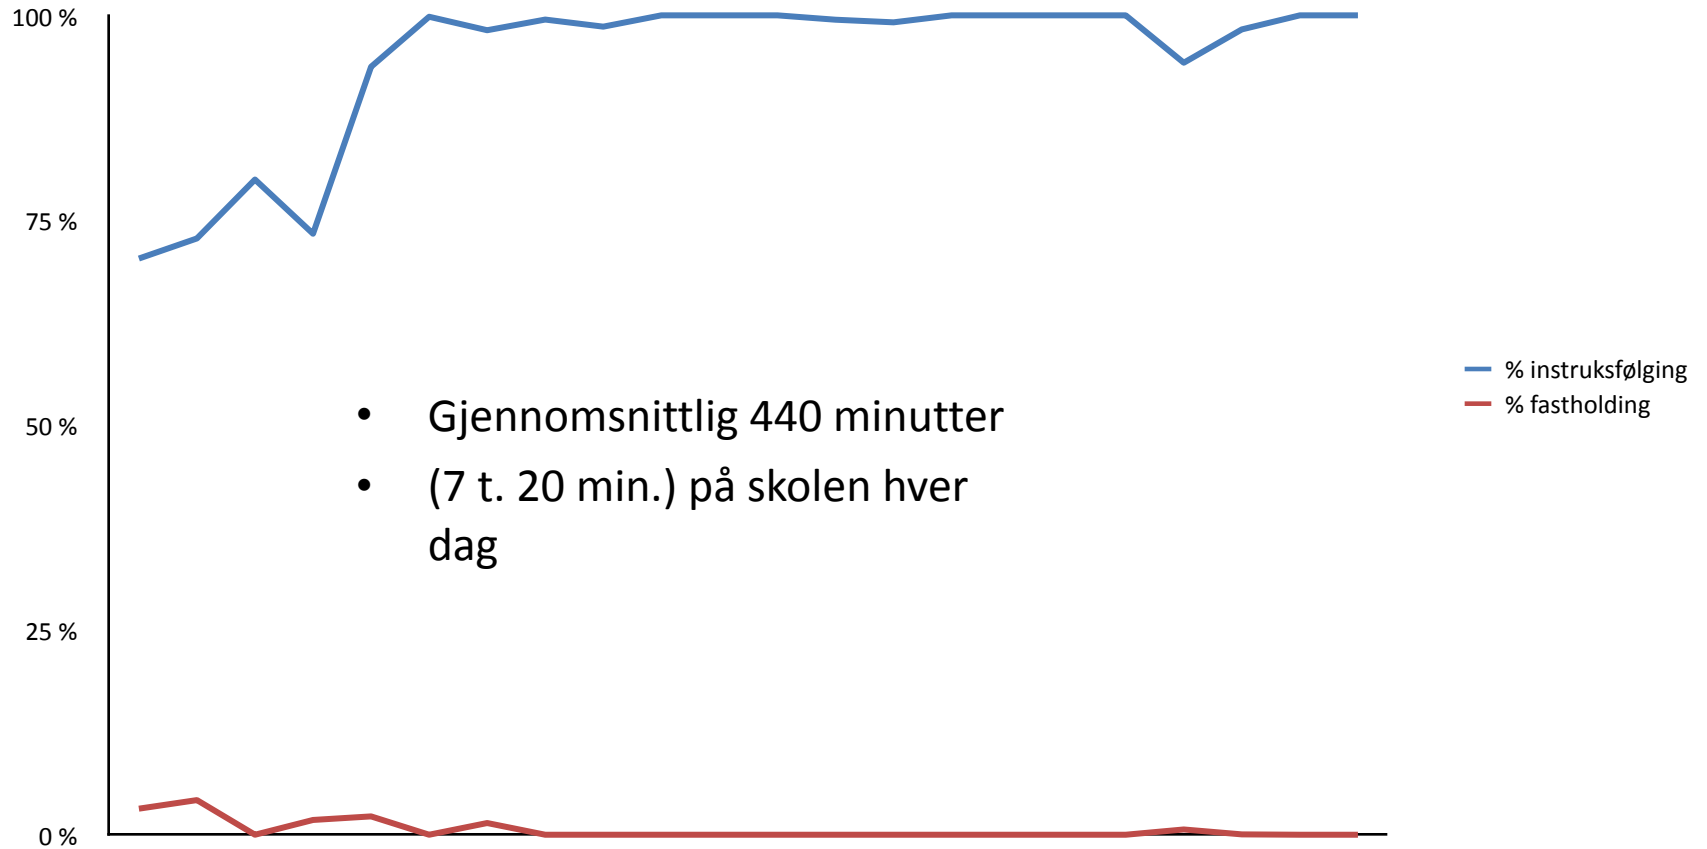 100 %
75 %
50 %
25 %
0 %
• Gjennomsnittlig 440 minutter
• (7 t. 20 min.) på skolen hver
dag
% instruksfølging
% fastholding